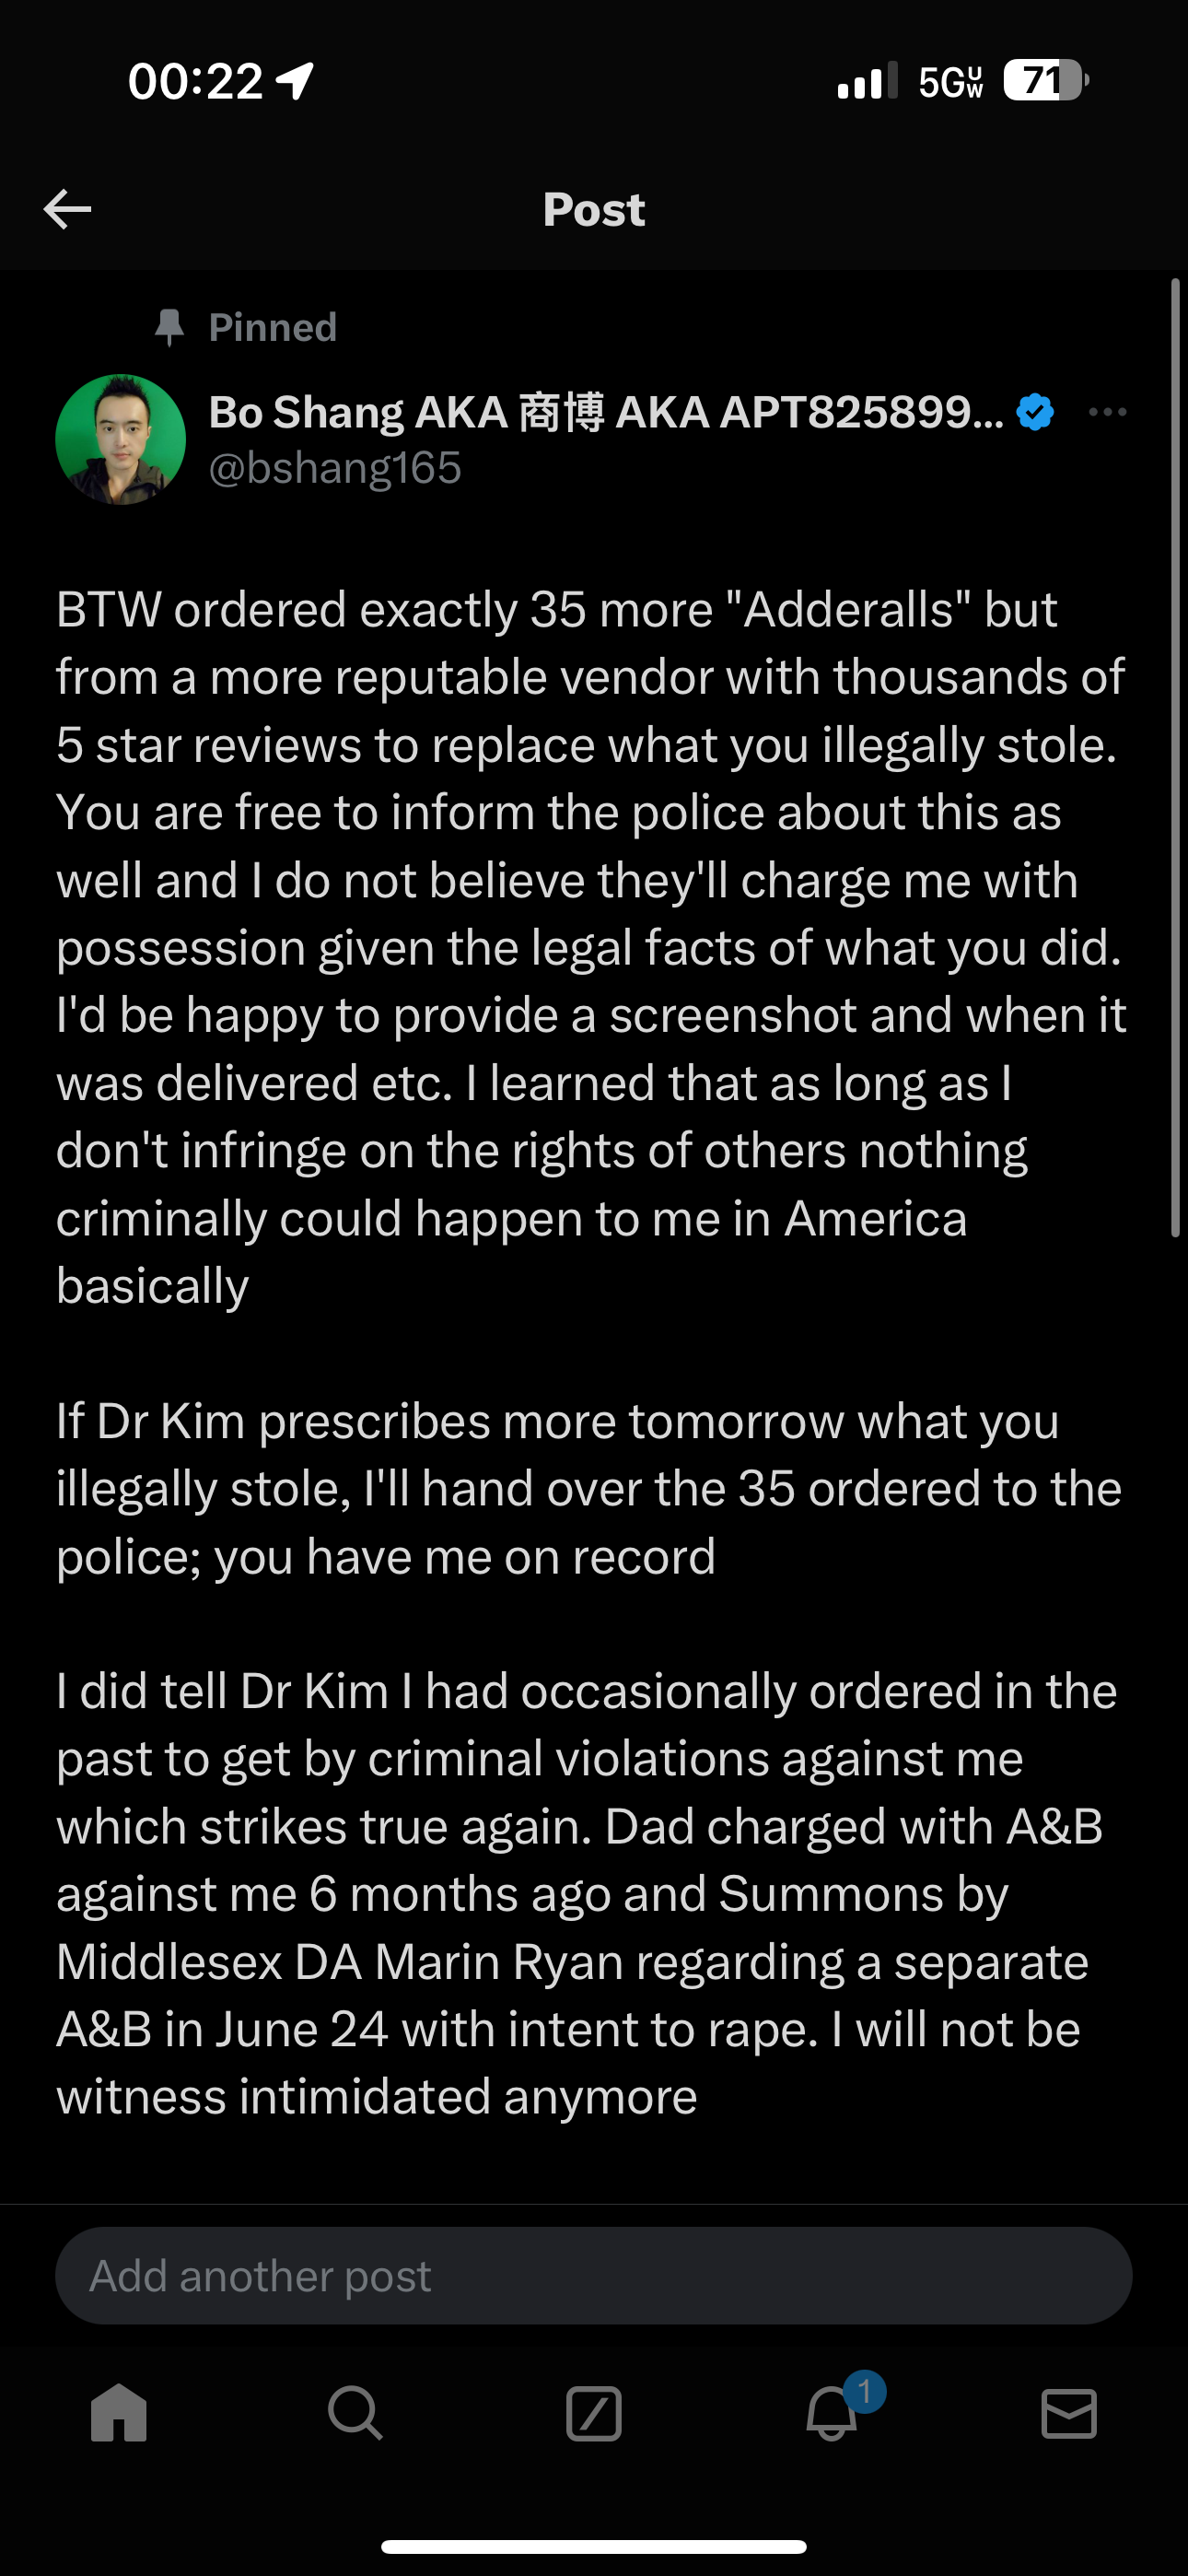 00:22
5GUW 71
Post
Pinned
Bo Shang AKA 商博 AKA APT825899...
@bshang165
BTW ordered exactly 35 more "Adderalls" but
from a more reputable vendor with thousands of
5 star reviews to replace what you illegally stole.
You are free to inform the police about this as
well and I do not believe they'll charge me with
possession given the legal facts of what you did.
I'd be happy to provide a screenshot and when it
was delivered etc. I learned that as long as I
don't infringe on the rights of others nothing
criminally could happen to me in America
basically
If Dr Kim prescribes more tomorrow what you
illegally stole, I'll hand over the 35 ordered to the
police; you have me on record
I did tell Dr Kim I had occasionally ordered in the
past to get by criminal violations against me
which strikes true again. Dad charged with A&B
against me 6 months ago and Summons by
Middlesex DA Marin Ryan regarding a separate
A&B in June 24 with intent to rape. I will not be
witness intimidated anymore
Add another post
1